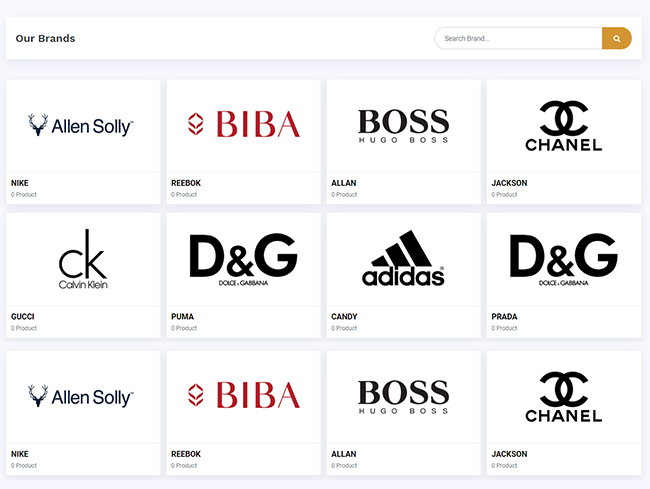 Our Brands
Search Brand...
Allen Solly™
BIBA
BOSS
HUGO BOSS
CHANEL
NIKE
REEBOK
ALLAN
JACKSON
0 Product
0 Product
0 Product
0 Product
ck
Calvin Klein
D&G
DOLCE & GABBANA
adidas®
D&G
DOLCE & GABBANA
GUCCI
PUMA
CANDY
PRADA
0 Product
0 Product
0 Product
0 Product
Allen Solly™
BIBA
BOSS
HUGO BOSS
CHANEL
NIKE
REEBOK
ALLAN
JACKSON
0 Product
0 Product
0 Product
0 Product